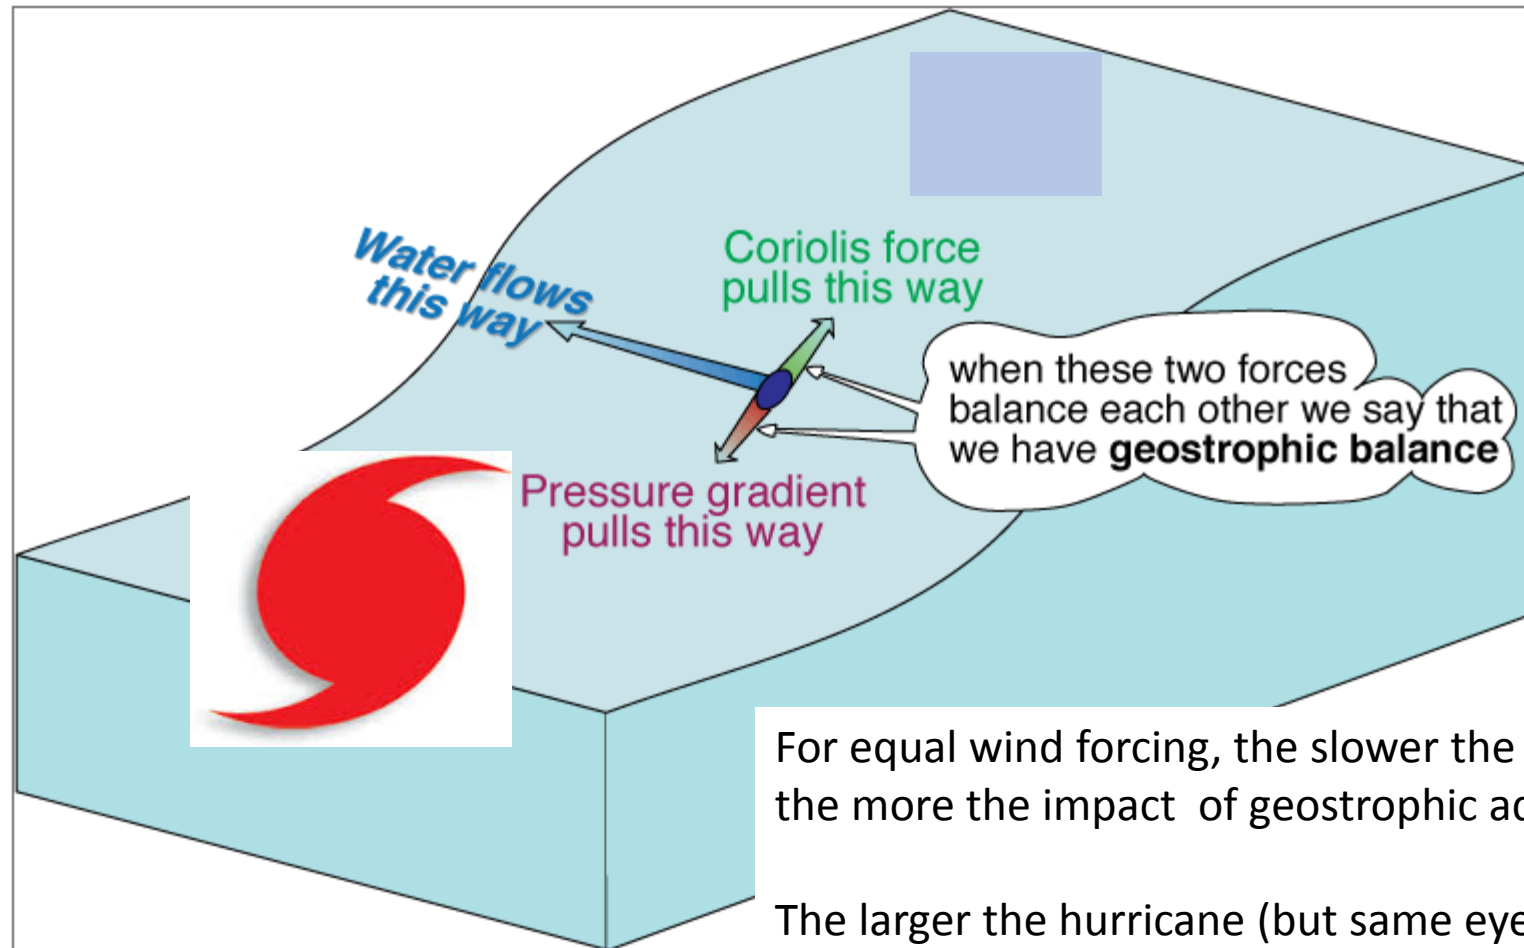 Water flows
this way
Coriolis force
pulls this way
when these two forces
balance each other we say that
we have geostrophic balance
Pressure gradient
pulls this way
For equal wind forcing, the slower the
the more the impact of geostrophic
The larger the hurricane (but same eye